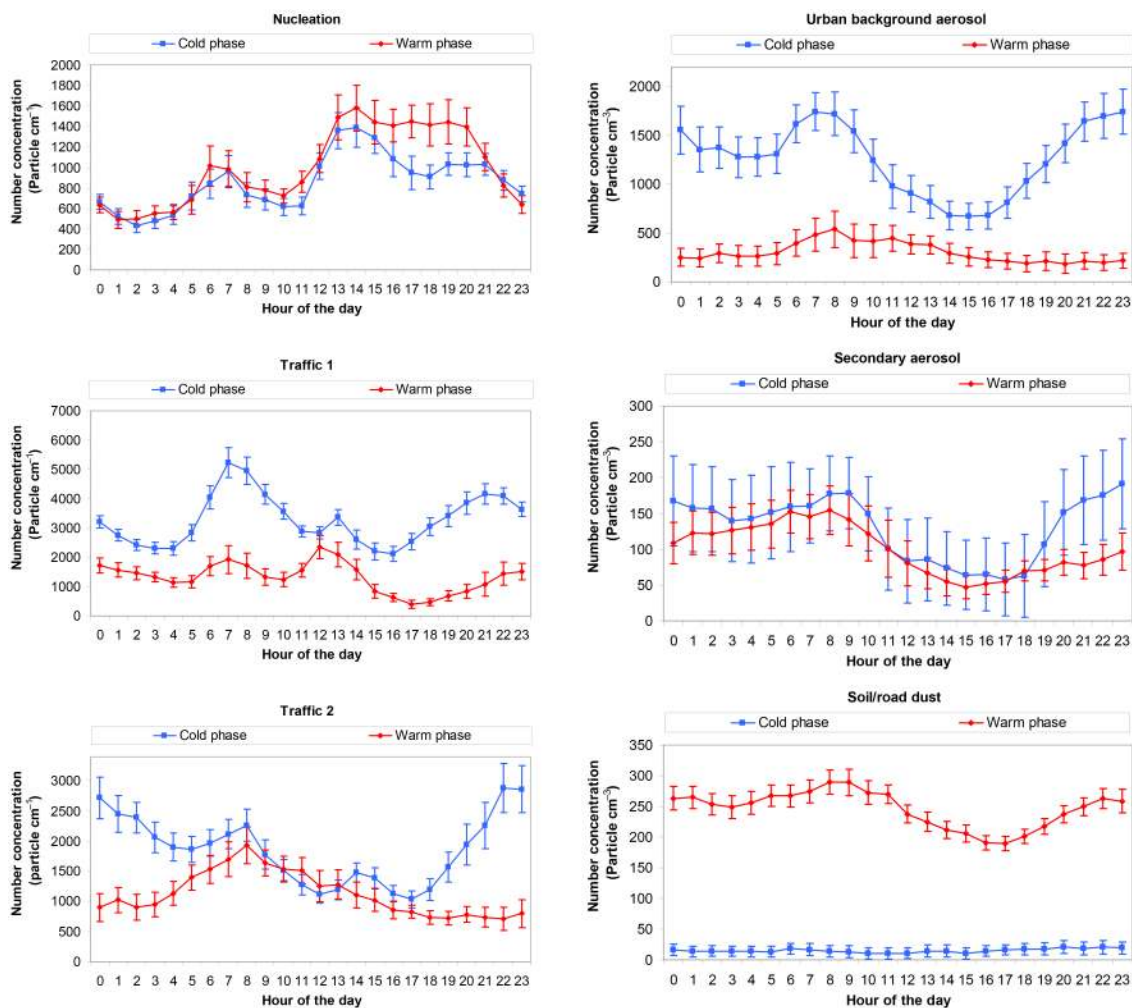 Nucleation
Cold phase Warm phase
Number concentration
(Particle cm⁻¹)
2000
1800
1600
1400
1200
1000
800
600
400
200
0
0 1 2 3 4 5 6 7 8 9 10 11 12 13 14 15 16 17 18 19 20 21 22 23
Hour of the day
Urban background aerosol
Cold phase Warm phase
Number concentration
(Particle cm⁻³)
2000
1500
1000
500
0
0 1 2 3 4 5 6 7 8 9 10 11 12 13 14 15 16 17 18 19 20 21 22 23
Hour of the day
Traffic 1
Cold phase Warm phase
Number concentration
(Particle cm⁻¹)
7000
6000
5000
4000
3000
2000
1000
0
0 1 2 3 4 5 6 7 8 9 10 11 12 13 14 15 16 17 18 19 20 21 22 23
Hour of the day
Secondary aerosol
Cold phase Warm phase
Number concentration
(Particle cm⁻³)
300
250
200
150
100
50
0
0 1 2 3 4 5 6 7 8 9 10 11 12 13 14 15 16 17 18 19 20 21 22 23
Hour of the day
Traffic 2
Cold phase Warm phase
Number concentration
(particle cm⁻¹)
3000
2500
2000
1500
1000
500
0
0 1 2 3 4 5 6 7 8 9 10 11 12 13 14 15 16 17 18 19 20 21 22 23
Hour of the day
Soil/road dust
Cold phase Warm phase
Number concentration
(Particle cm⁻³)
350
300
250
200
150
100
50
0
0 1 2 3 4 5 6 7 8 9 10 11 12 13 14 15 16 17 18 19 20 21 22 23
Hour of the day